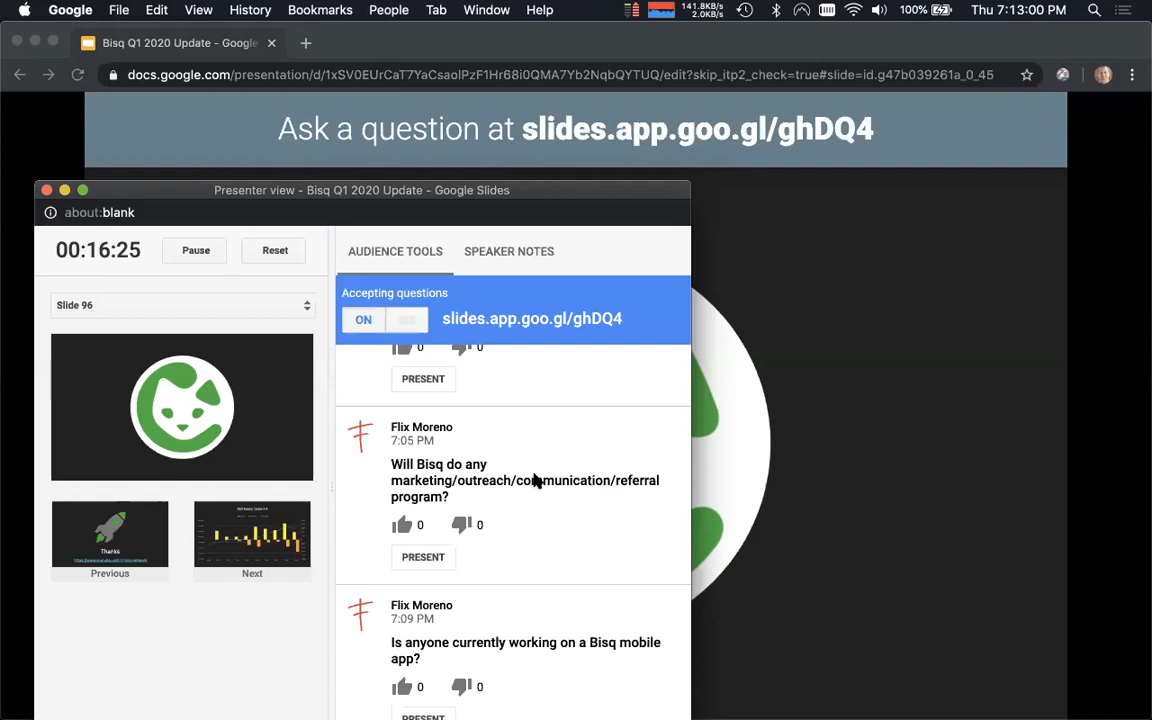 Google File Edit View History Bookmarks People Tab Window Help 141.8KB/s 2.0KB/s 100% Thu 7:13:00 PM
Bisq Q1 2020 Update - Google
docs.google.com/presentation/d/1xSV0EUrCaT7YaCsaolPzF1Hr68i0QMA7Yb2NqbQYTUQ/edit?skip_itp2_check=true#slide=id.g47b039261a_0_45
Ask a question at slides.app.goo.gl/ghDQ4
Presenter view - Bisq Q1 2020 Update - Google Slides
about:blank
00:16:25 Pause Reset
AUDIENCE TOOLS SPEAKER NOTES
Accepting questions
ON slides.app.goo.gl/ghDQ4
Slide 96
0 0
PRESENT
Flix Moreno
7:05 PM
Will Bisq do any
marketing/outreach/communication/referral
program?
0 0
PRESENT
Thanks
Previous Next
Flix Moreno
7:09 PM
Is anyone currently working on a Bisq mobile
app?
0 0
PRESENT